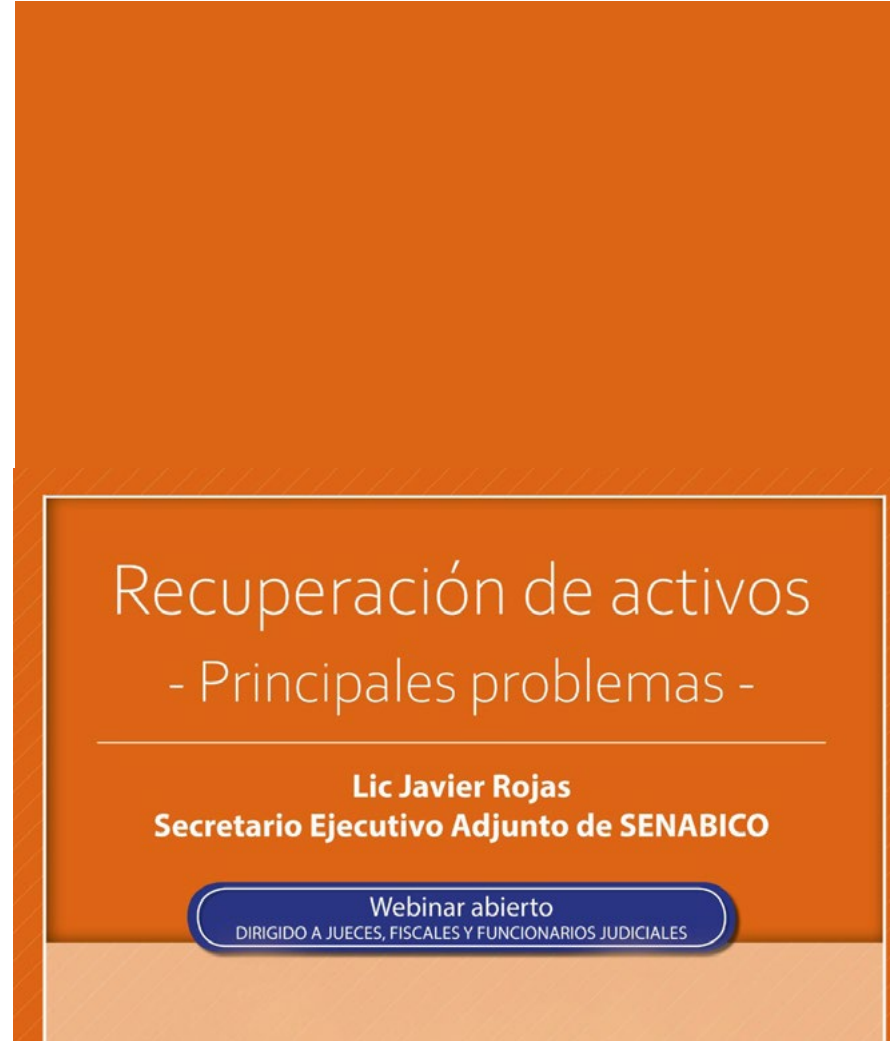 Recuperación de activos
- Principales problemas -
Lic Javier Rojas
Secretario Ejecutivo Adjunto de SENABICO
Webinar abierto
DIRIGIDO A JUECES, FISCALES Y FUNCIONARIOS JUDICIALES